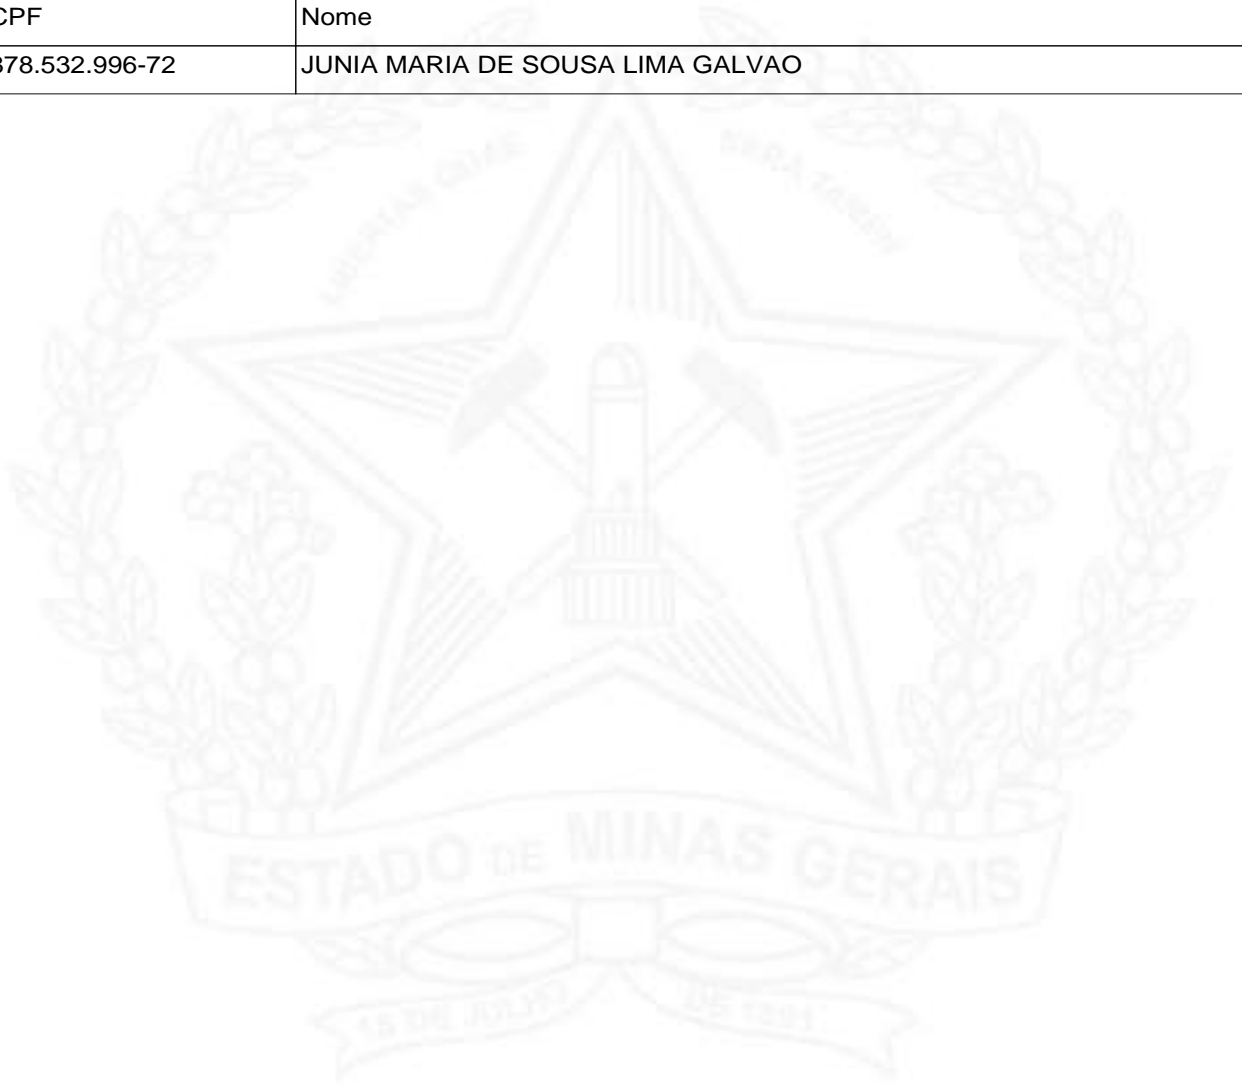 CPF Nome
878.532.996-72 JUNIA MARIA DE SOUSA LIMA GALVAO
LIBERTAS QUAE SERA TAMEN
ESTADO DE MINAS GERAIS
15 DE JULHO DE 1891